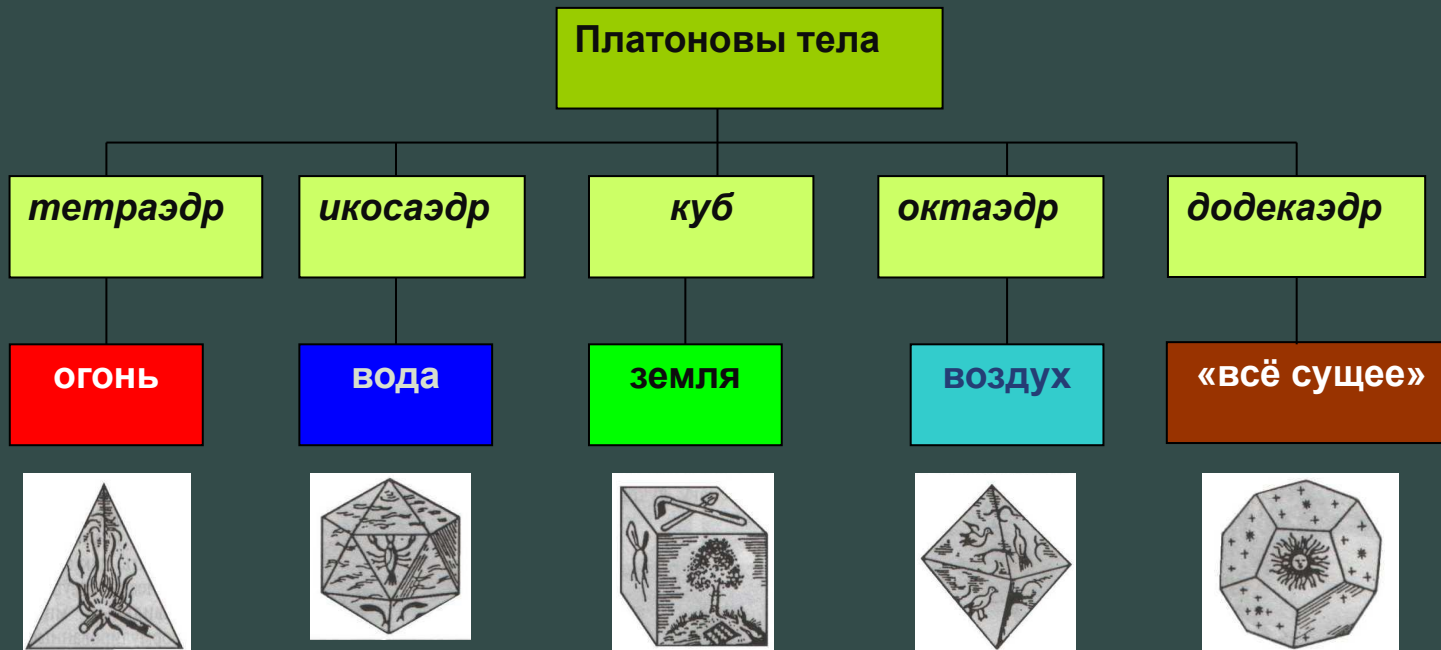 Платоновы тела
тетраэдр
икосаэдр
куб
октаэдр
додекаэдр
огонь
вода
земля
воздух
«всё сущее»